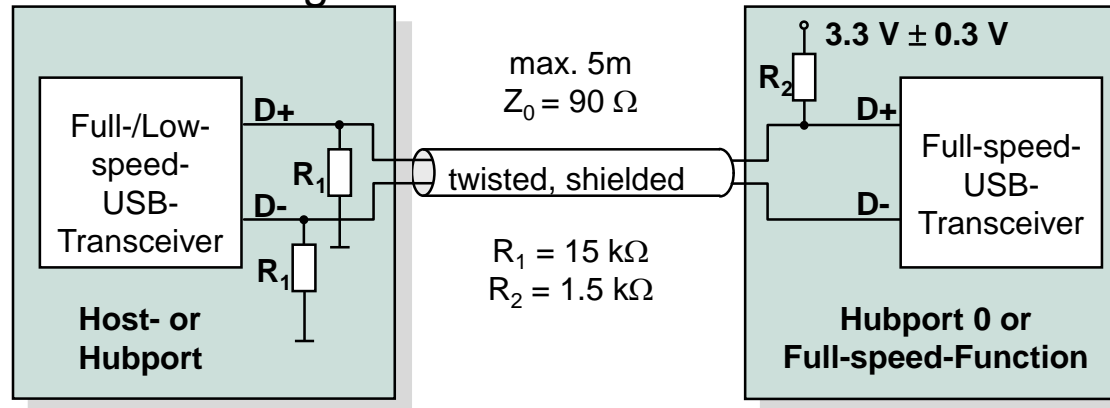 Full-/Low-
speed-
USB-
Transceiver
D+
R1
D-
R1
Host- or
Hubport
max. 5m
Z0 = 90 Ω
twisted, shielded
R1 = 15 kΩ
R2 = 1.5 kΩ
3.3 V ± 0.3 V
R2
D+
D-
Full-speed-
USB-
Transceiver
Hubport 0 or
Full-speed-Function